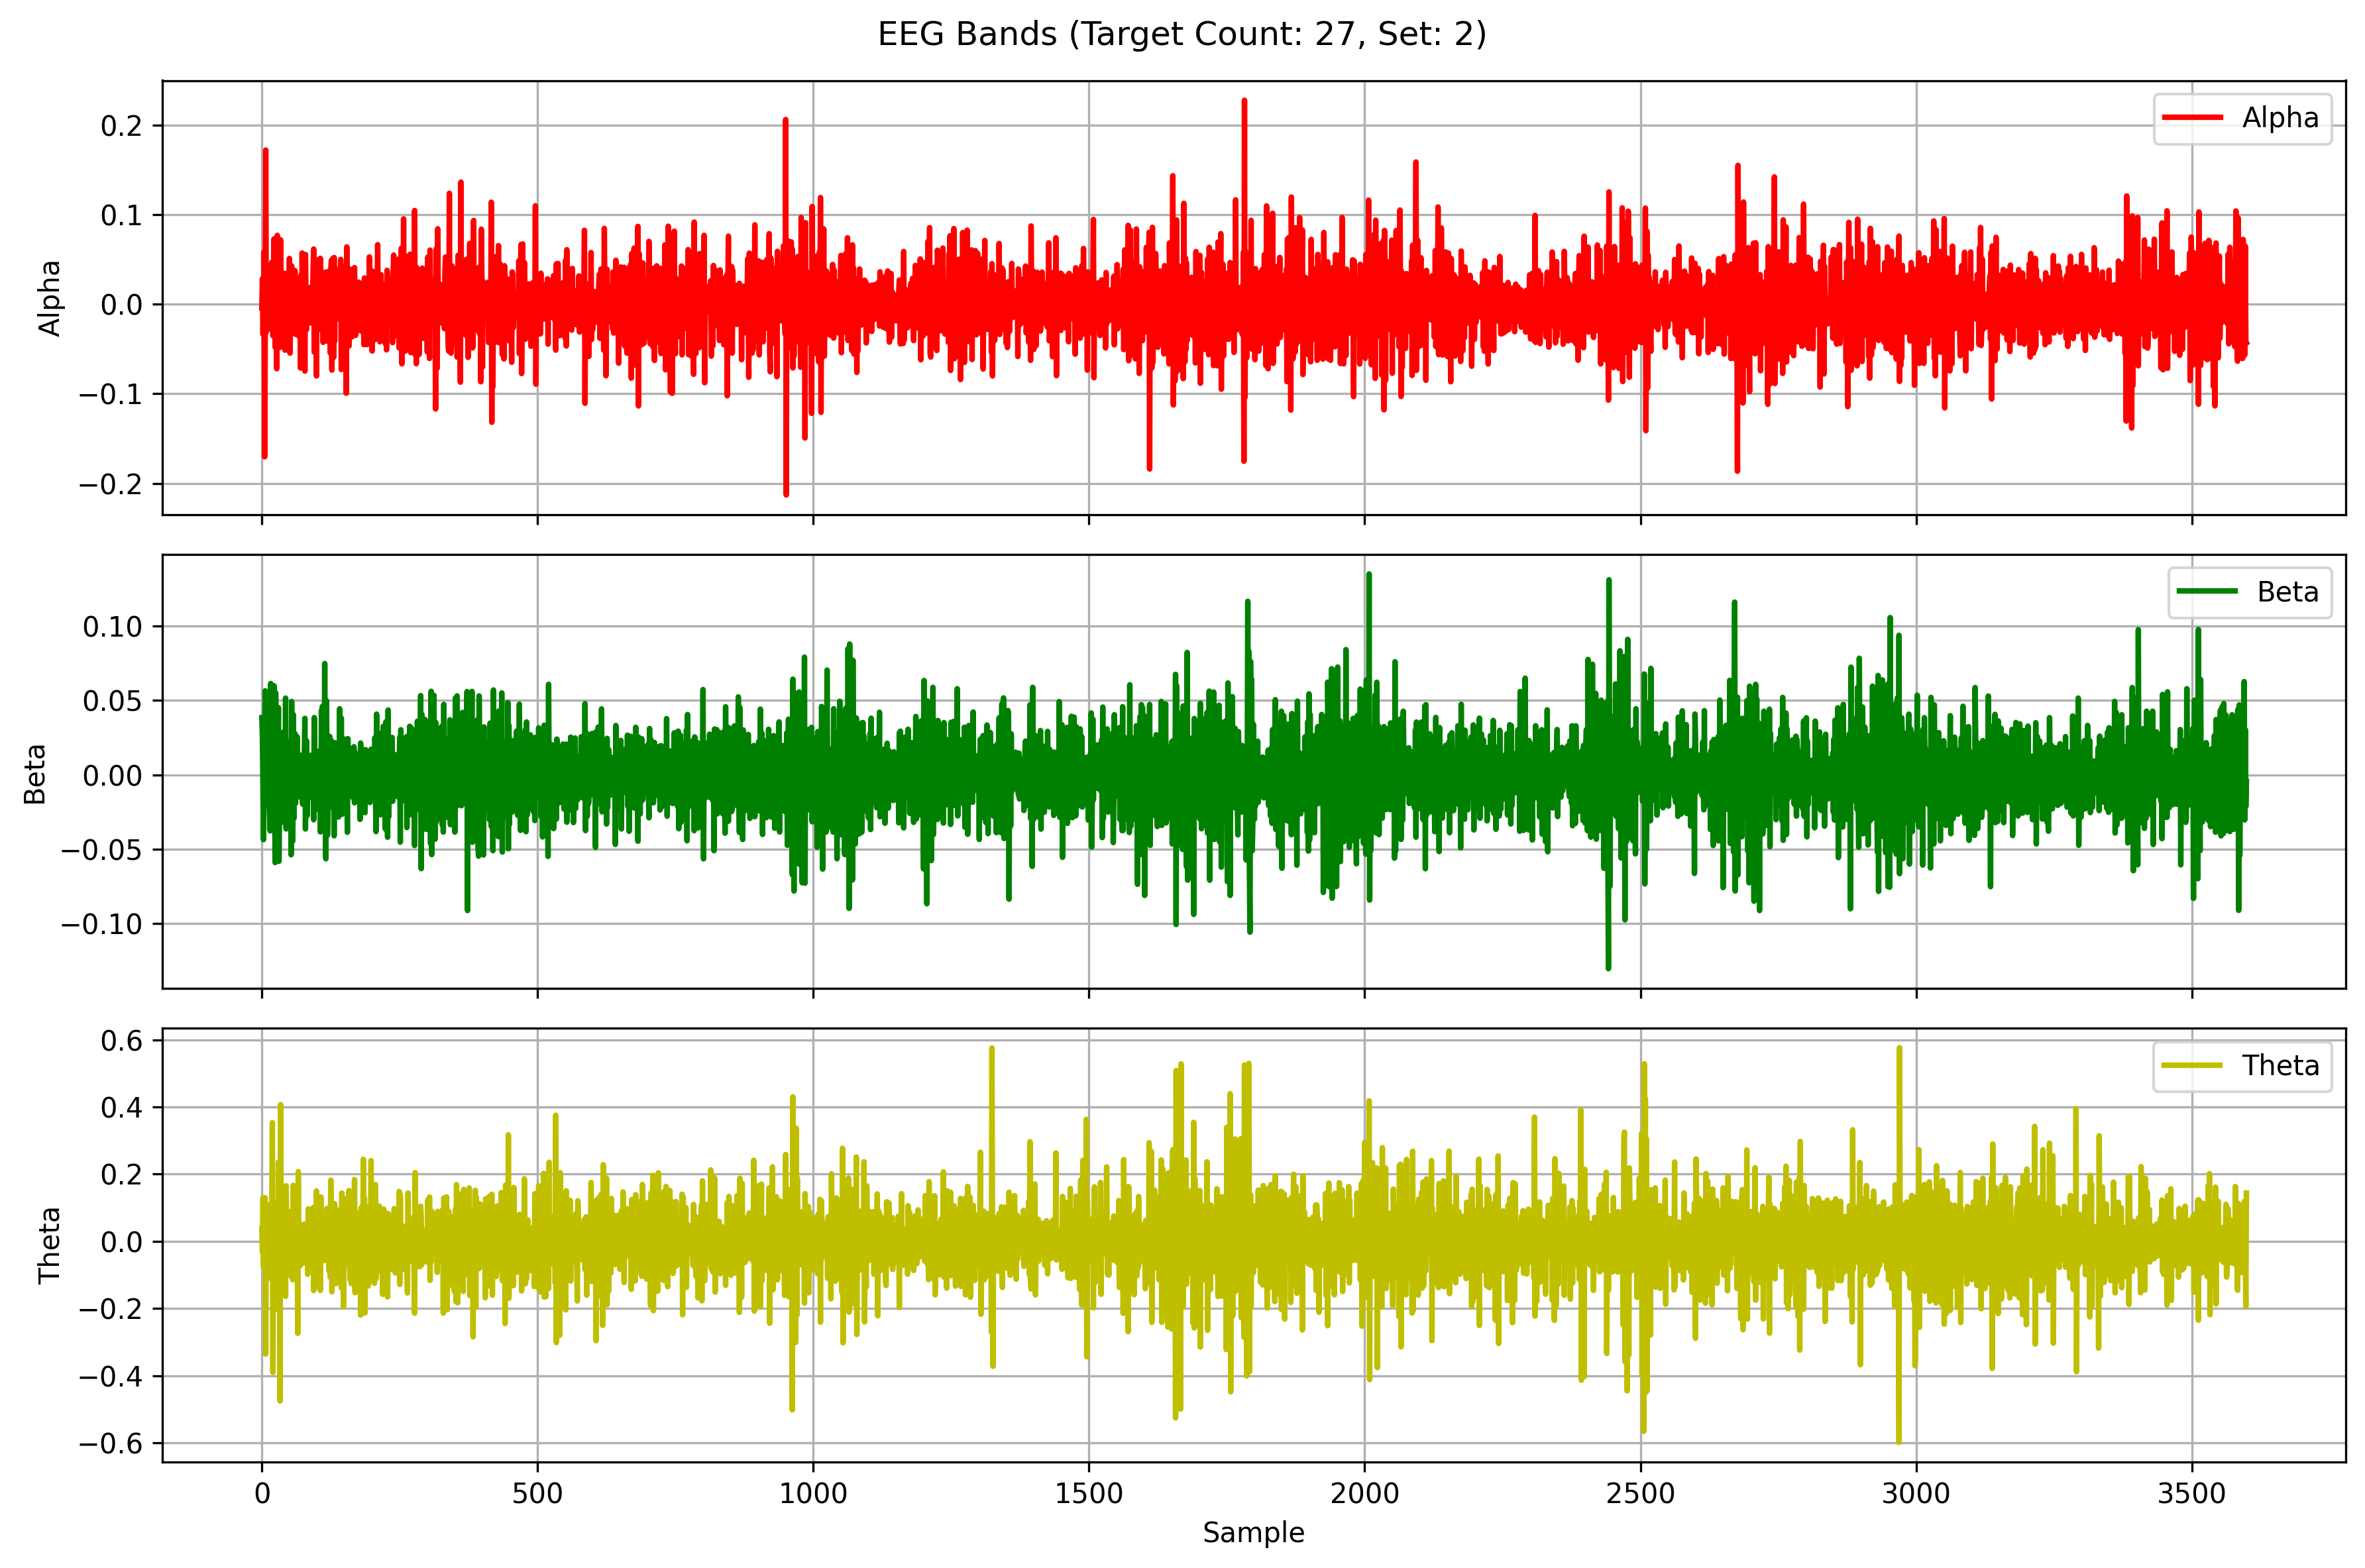 EEG Bands (Target Count: 27, Set: 2)
Alpha
0.2
0.1
0.0
−0.1
−0.2
Alpha
Beta
0.10
0.05
0.00
−0.05
−0.10
Beta
Theta
0.6
0.4
0.2
0.0
−0.2
−0.4
−0.6
Theta
0 500 1000 1500 2000 2500 3000 3500
Sample